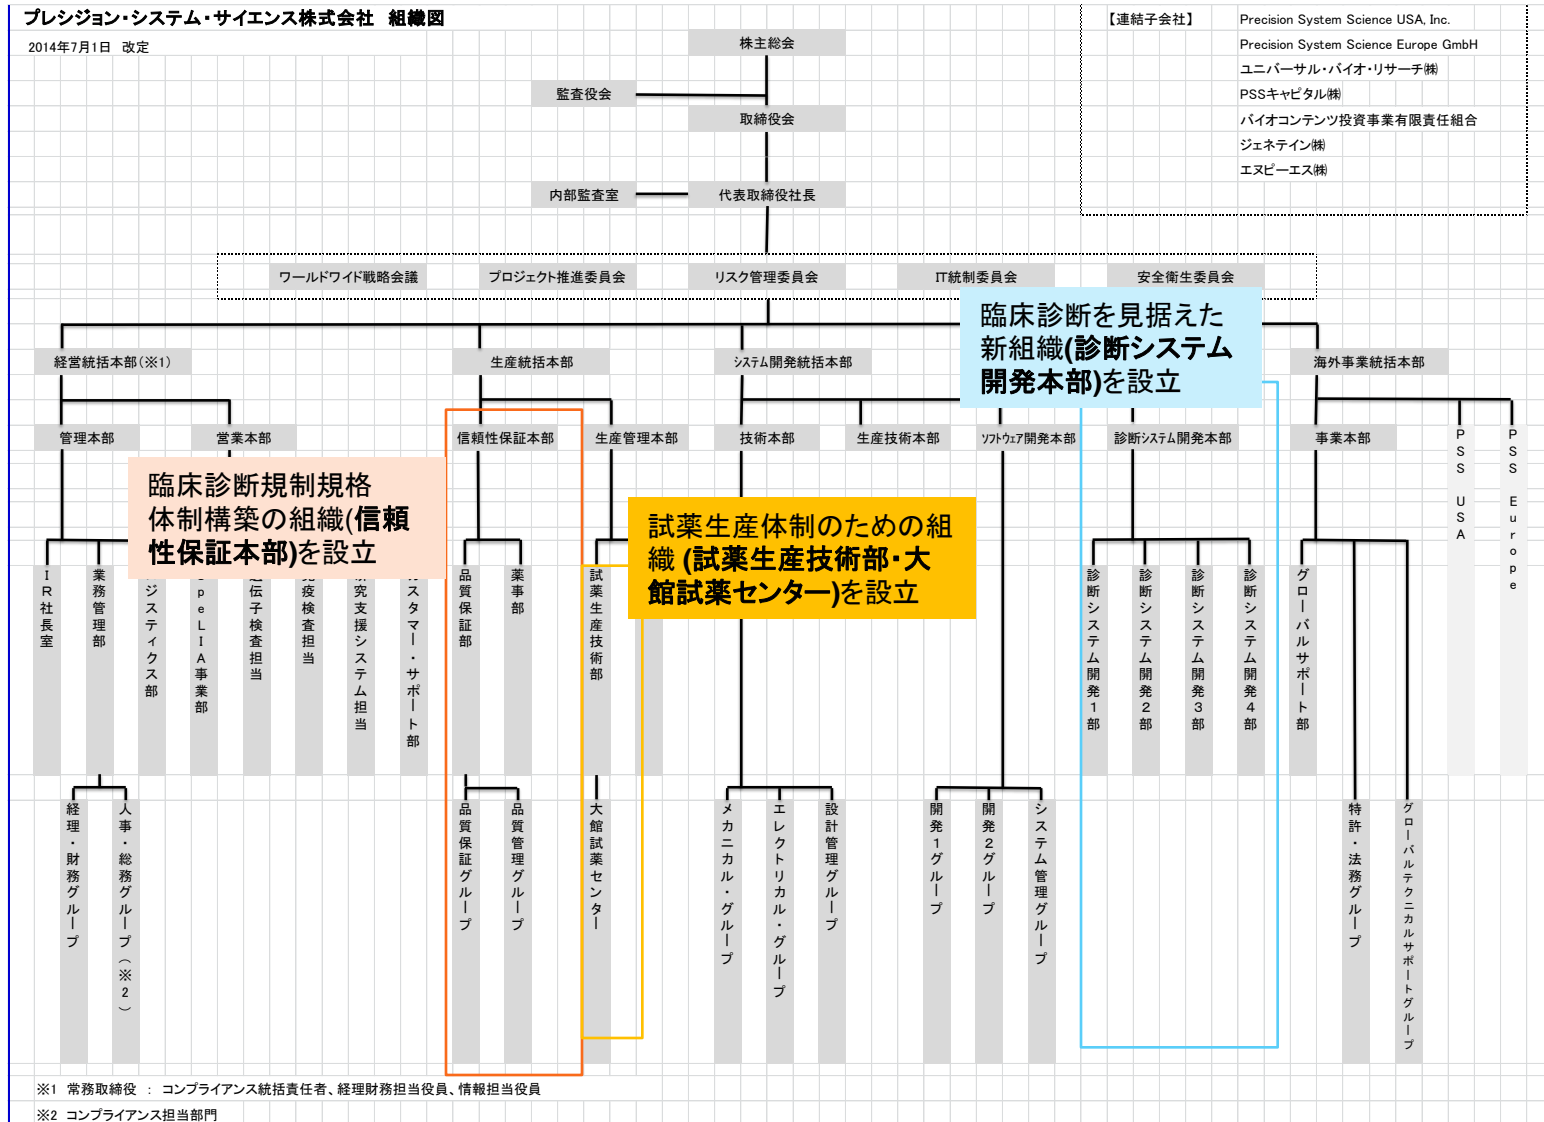 プレシジョン・システム・サイエンス株式会社　組織図
2014年7月1日　改定
【連結子会社】
Precision System Science USA, Inc.
Precision System Science Europe GmbH
ユニバーサル・バイオ・リサーチ㈱
PSSキャピタル㈱
バイオコンテンツ投資事業有限責任組合
ジェネテイン㈱
エヌピーエス㈱
株主総会
監査役会
取締役会
内部監査室
代表取締役社長
ワールドワイド戦略会議
プロジェクト推進委員会
リスク管理委員会
IT統制委員会
安全衛生委員会
臨床診断を見据えた
新組織(診断システム
開発本部)を設立
経営統括本部(※1)
生産統括本部
システム開発統括本部
海外事業統括本部
管理本部
営業本部
信頼性保証本部
生産管理本部
技術本部
生産技術本部
ソフトウェア開発本部
診断システム開発本部
事業本部
PSS USA
PSS Europe
臨床診断規制規格
体制構築の組織(信頼
性保証本部)を設立
試薬生産体制のための組
織 (試薬生産技術部・大
館試薬センター)を設立
IR社長室
業務管理部
ジスティクス部
peLIA事業部
伝子検査担当
疫検査担当
究支援システム担当
スタマー・サポート部
品質保証部
薬事部
試薬生産技術部
診断システム開発1部
診断システム開発2部
診断システム開発3部
診断システム開発4部
グローバルサポート部
経理・財務グループ
人事・総務グループ(※2)
品質保証グループ
品質管理グループ
大館試薬センター
メカニカル・グループ
エレクトリカル・グループ
設計管理グループ
開発1グループ
開発2グループ
システム管理グループ
特許・法務グループ
グローバルテクニカルサポートグループ
※1 常務取締役 : コンプライアンス統括責任者、経理財務担当役員、情報担当役員
※2 コンプライアンス担当部門